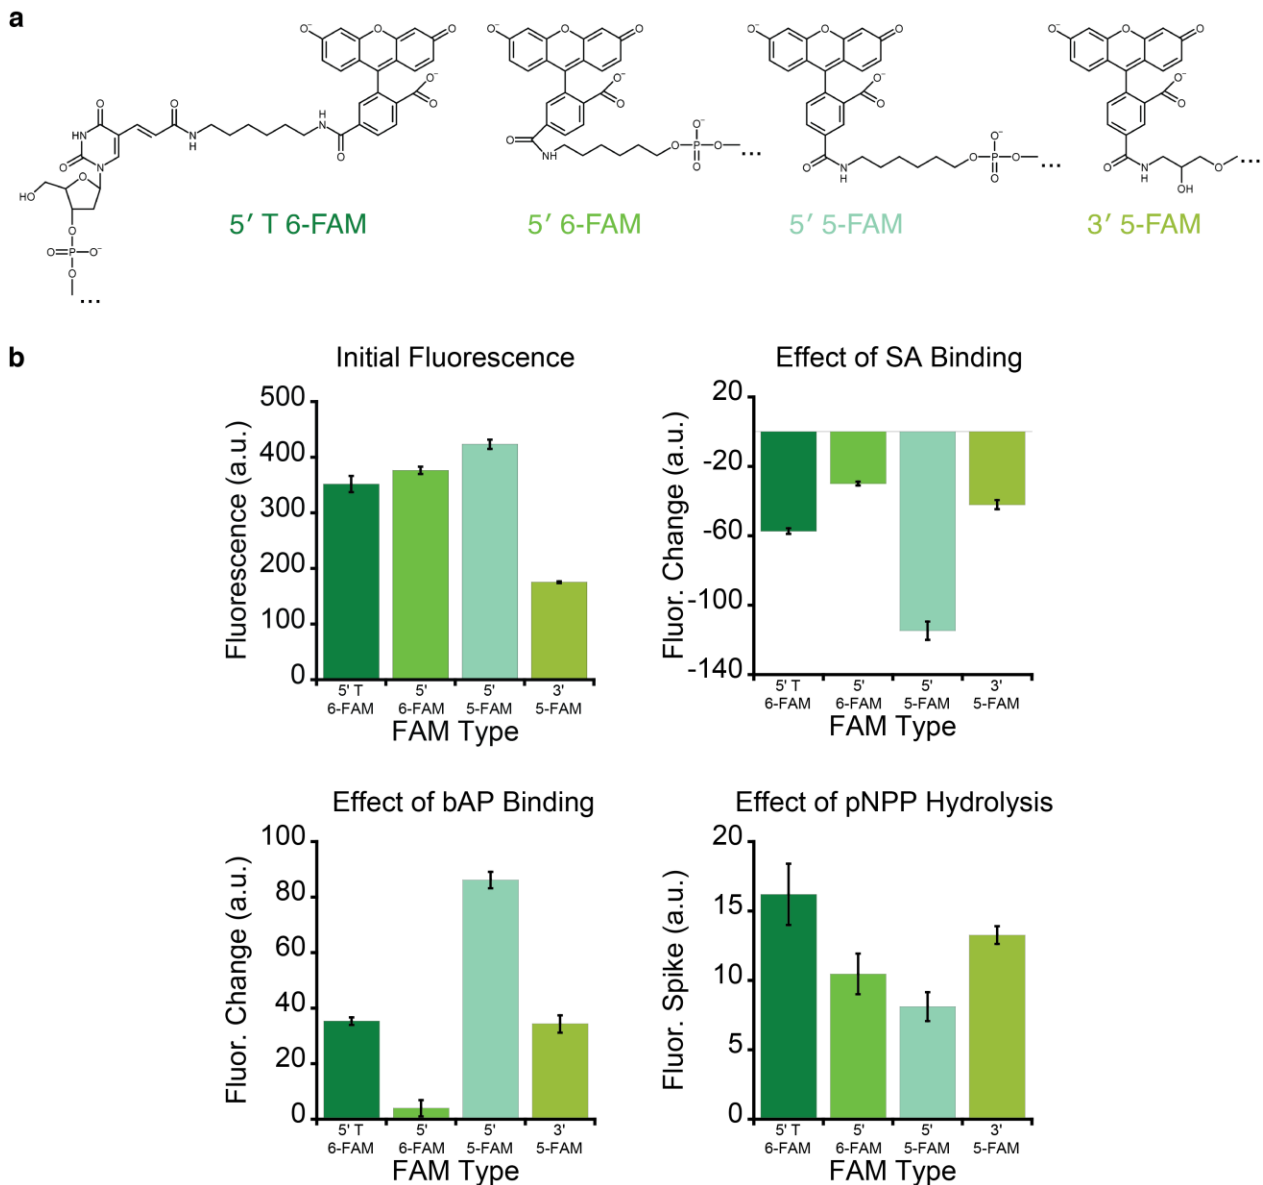 a
5′ T 6-FAM
5′ 6-FAM
5′ 5-FAM
3′ 5-FAM
O⁻ O O
O⁻ O O
O⁻ O O
O⁻ O O
O⁻ O
O⁻ O
O⁻ O
O⁻ O
O O N H H N O
HN O N
HO O
O
O=P-O⁻
O
...
O NH O O⁻ P O O ...
O N H O O⁻ P O O ...
O N H OH O ...
b
Initial Fluorescence
Fluorescence (a.u.)
500
400
300
200
100
0
5' T 6-FAM
5' 6-FAM
5' 5-FAM
3' 5-FAM
FAM Type
Effect of SA Binding
Fluor. Change (a.u.)
20
-20
-60
-100
-140
5' T 6-FAM
5' 6-FAM
5' 5-FAM
3' 5-FAM
FAM Type
Effect of bAP Binding
Fluor. Change (a.u.)
100
80
60
40
20
0
5' T 6-FAM
5' 6-FAM
5' 5-FAM
3' 5-FAM
FAM Type
Effect of pNPP Hydrolysis
Fluor. Spike (a.u.)
20
15
10
5
0
5' T 6-FAM
5' 6-FAM
5' 5-FAM
3' 5-FAM
FAM Type